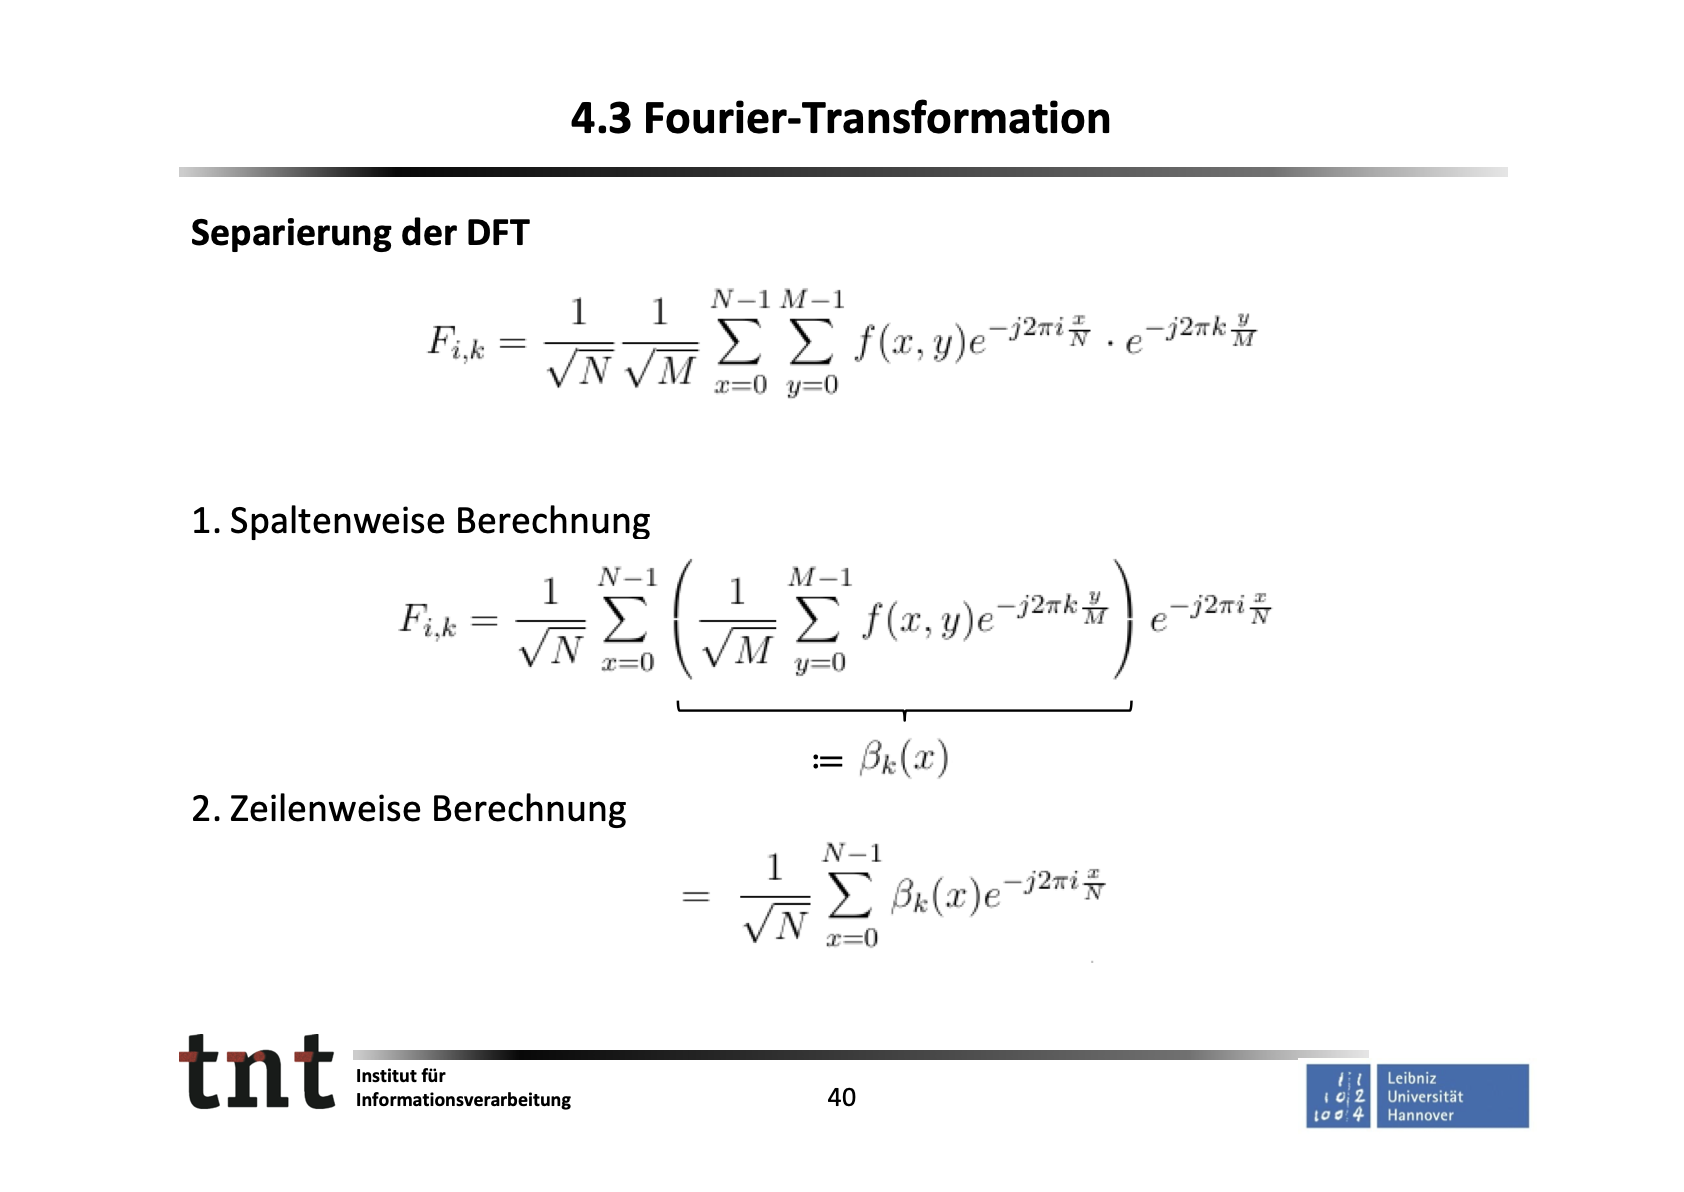 4.3 Fourier-Transformation
Separierung der DFT
$F_{i,k} = \frac{1}{\sqrt{N}} \frac{1}{\sqrt{M}} \sum_{x=0}^{N-1} \sum_{y=0}^{M-1} f(x,y) e^{-j2\pi i \frac{x}{N}} \cdot e^{-j2\pi k \frac{y}{M}}$
1. Spaltenweise Berechnung
$F_{i,k} = \frac{1}{\sqrt{N}} \sum_{x=0}^{N-1} \left( \frac{1}{\sqrt{M}} \sum_{y=0}^{M-1} f(x,y) e^{-j2\pi k \frac{y}{M}} \right) e^{-j2\pi i \frac{x}{N}}$
$:= \beta_k(x)$
2. Zeilenweise Berechnung
$= \frac{1}{\sqrt{N}} \sum_{x=0}^{N-1} \beta_k(x) e^{-j2\pi i \frac{x}{N}}$
tnt
Institut für
Informationsverarbeitung
40
Leibniz
Universität
Hannover